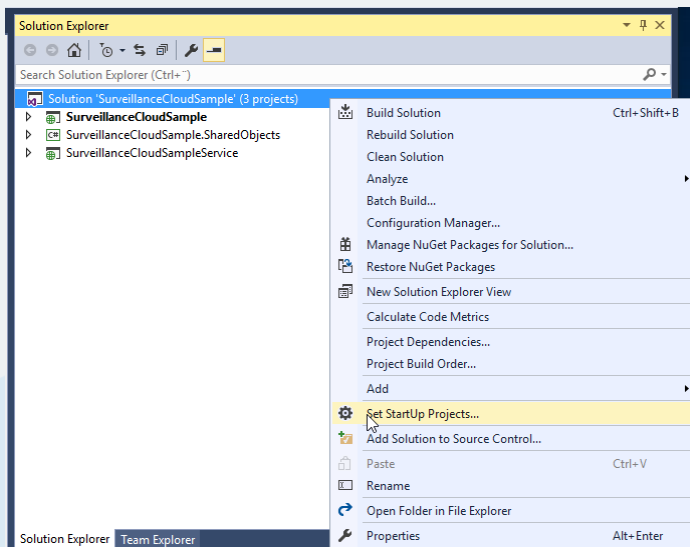 Solution Explorer
Search Solution Explorer (Ctrl+¨)
Solution 'SurveillanceCloudSample' (3 projects)
SurveillanceCloudSample
C# SurveillanceCloudSample.SharedObjects
SurveillanceCloudSampleService
Build Solution Ctrl+Shift+B
Rebuild Solution
Clean Solution
Analyze
Batch Build...
Configuration Manager...
Manage NuGet Packages for Solution...
Restore NuGet Packages
New Solution Explorer View
Calculate Code Metrics
Project Dependencies...
Project Build Order...
Add
Set StartUp Projects...
Add Solution to Source Control...
Paste Ctrl+V
Rename
Open Folder in File Explorer
Properties Alt+Enter
Solution Explorer Team Explorer